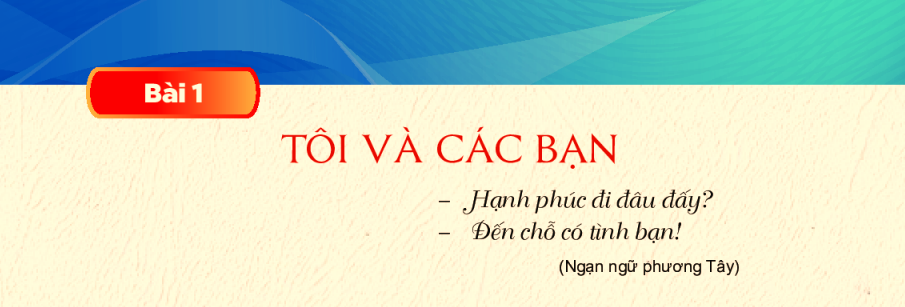 Bài 1
TÔI VÀ CÁC BẠN
– Hạnh phúc đi đâu đấy?
– Đến chỗ có tình bạn!
(Ngạn ngữ phương Tây)